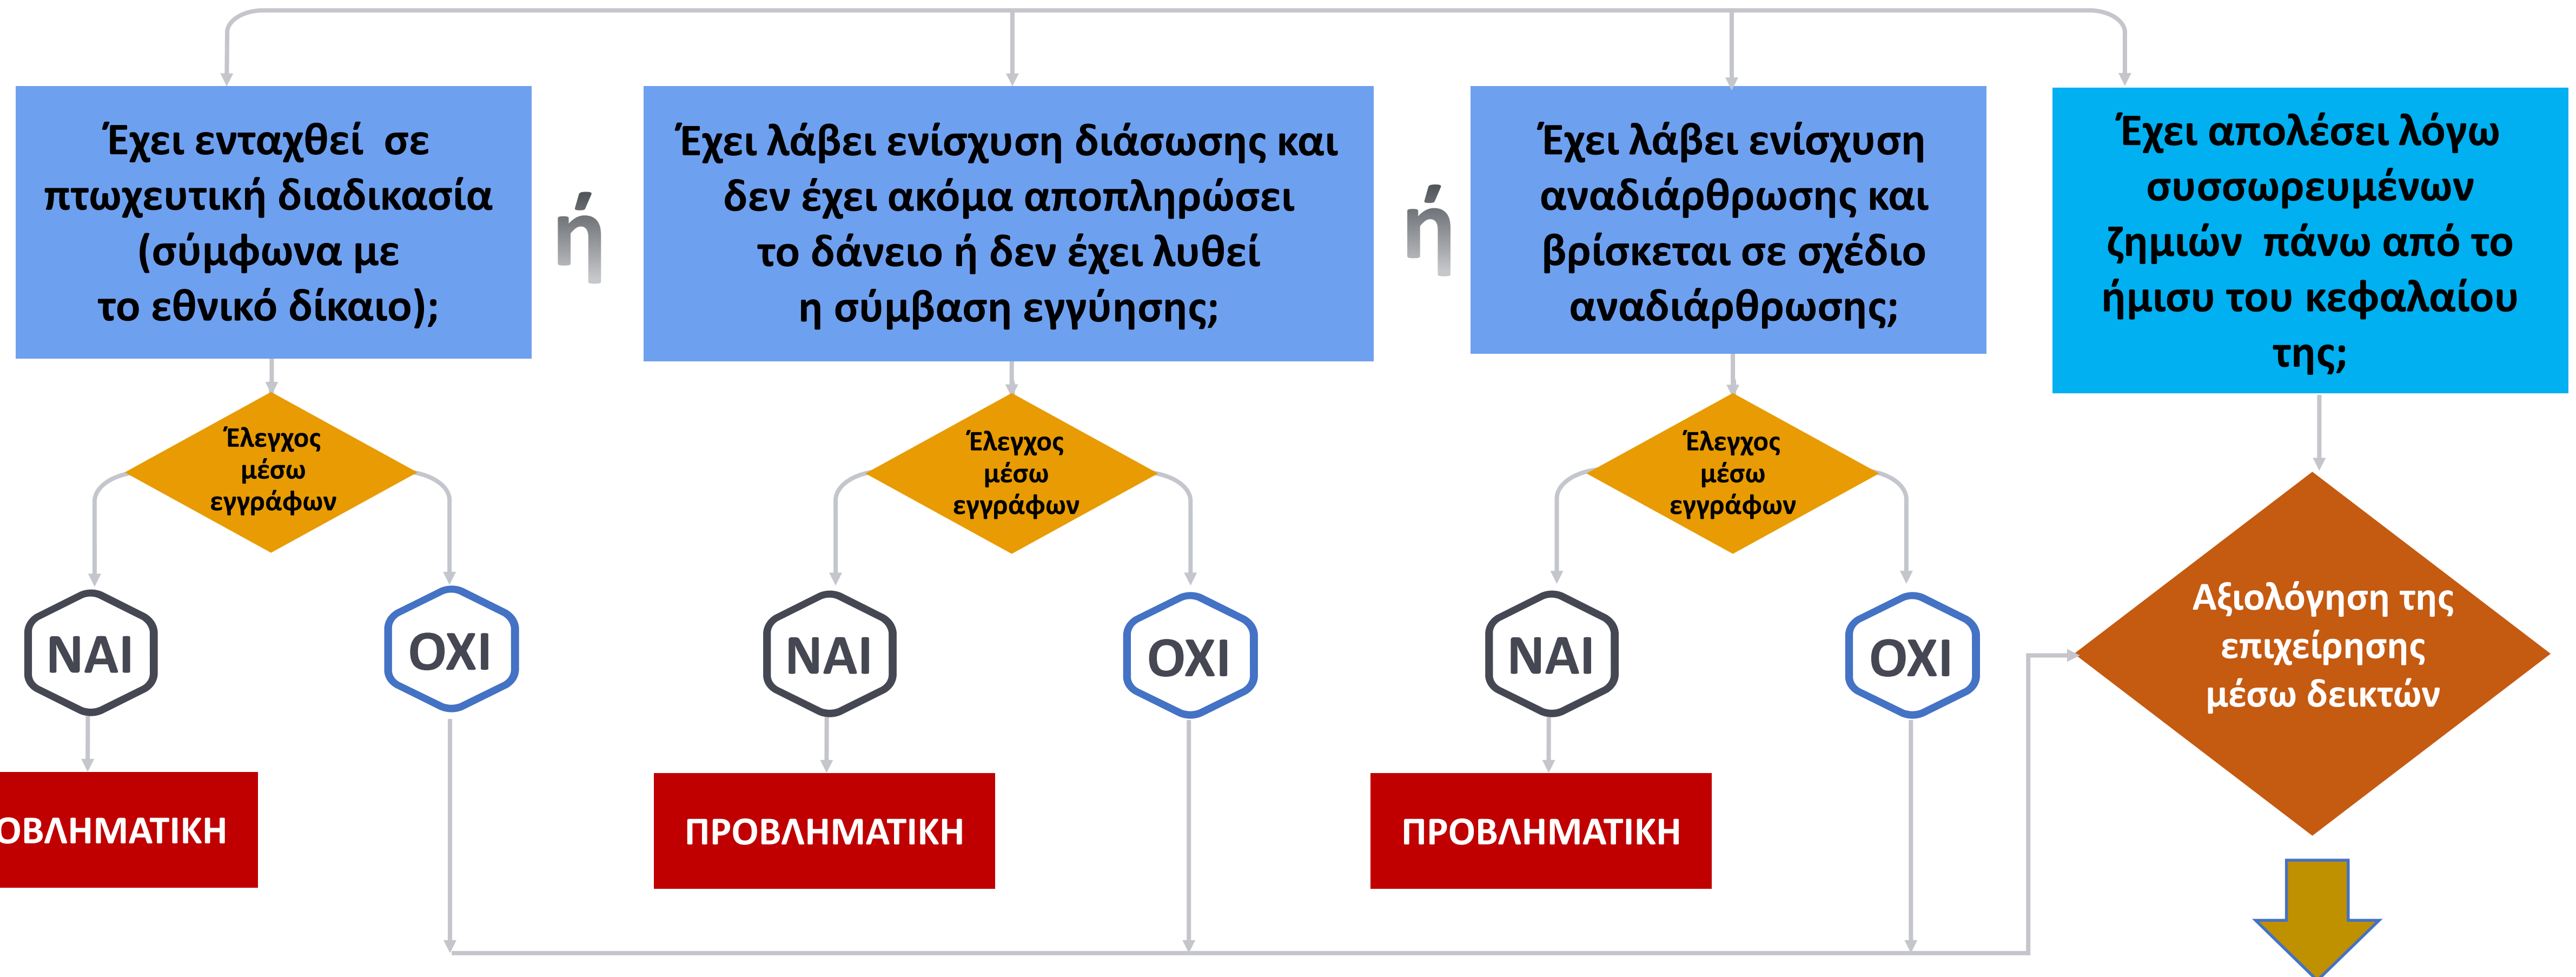 Έχει ενταχθεί σε
πτωχευτική διαδικασία
(σύμφωνα με
το εθνικό δίκαιο);
ή
Έχει λάβει ενίσχυση διάσωσης και
δεν έχει ακόμα αποπληρώσει
το δάνειο ή δεν έχει λυθεί
η σύμβαση εγγύησης;
ή
Έχει λάβει ενίσχυση
αναδιάρθρωσης και
βρίσκεται σε σχέδιο
αναδιάρθρωσης;
Έχει απολέσει λόγω
συσσωρευμένων
ζημιών πάνω από το
ήμισυ του κεφαλαίου
της;
Έλεγχος
μέσω
εγγράφων
Έλεγχος
μέσω
εγγράφων
Έλεγχος
μέσω
εγγράφων
Αξιολόγηση της
επιχείρησης
μέσω δεικτών
ΝΑΙ
ΟΧΙ
ΝΑΙ
ΟΧΙ
ΝΑΙ
ΟΧΙ
ΟΒΛΗΜΑΤΙΚΗ
ΠΡΟΒΛΗΜΑΤΙΚΗ
ΠΡΟΒΛΗΜΑΤΙΚΗ